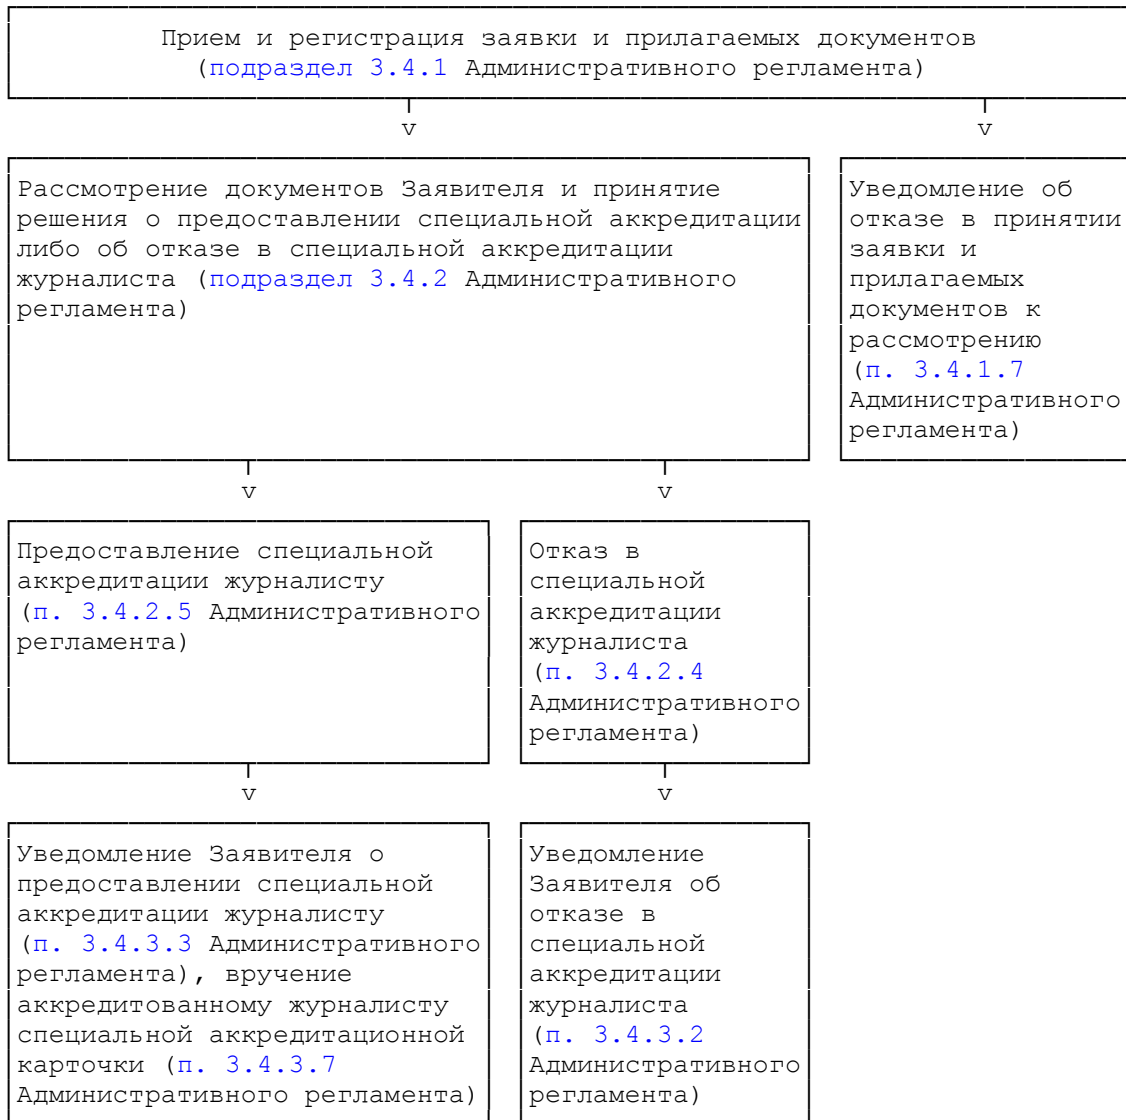 Прием и регистрация заявки и прилагаемых документов
(подраздел 3.4.1 Административного регламента)
v
v
Рассмотрение документов Заявителя и принятие
решения о предоставлении специальной аккредитации
либо об отказе в специальной аккредитации
журналиста (подраздел 3.4.2 Административного
регламента)
Уведомление об
отказе в принятии
заявки и
прилагаемых
документов к
рассмотрению
(п. 3.4.1.7
Административного
регламента)
v
v
Предоставление специальной
аккредитации журналисту
(п. 3.4.2.5 Административного
регламента)
Отказ в
специальной
аккредитации
журналиста
(п. 3.4.2.4
Административного
регламента)
v
v
Уведомление Заявителя о
предоставлении специальной
аккредитации журналисту
(п. 3.4.3.3 Административного
регламента), вручение
аккредитованному журналисту
специальной аккредитационной
карточки (п. 3.4.3.7
Административного регламента)
Уведомление
Заявителя об
отказе в
специальной
аккредитации
журналиста
(п. 3.4.3.2
Административного
регламента)